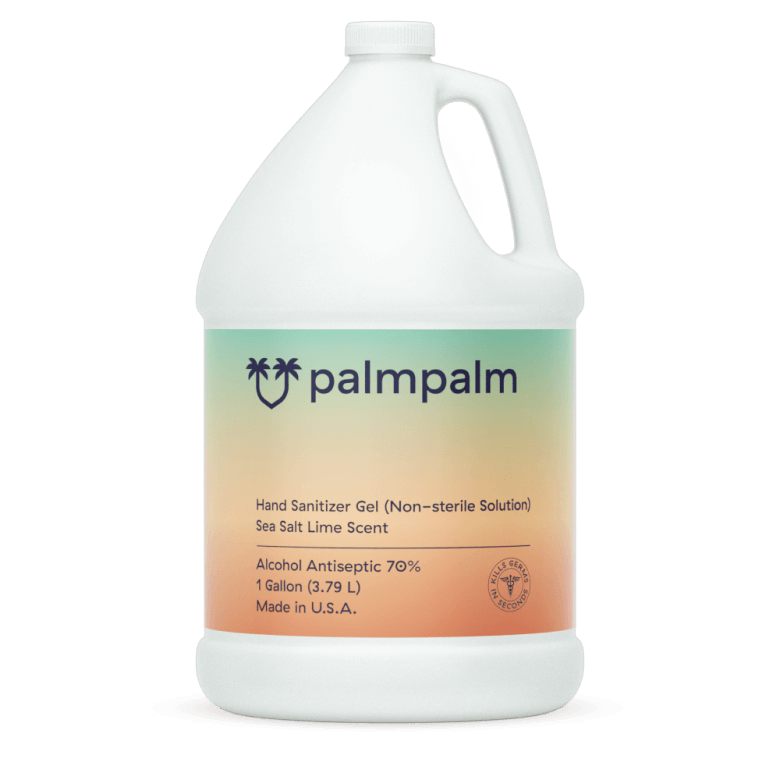 palmpalm
Hand Sanitizer Gel (Non-sterile Solution)
Sea Salt Lime Scent
Alcohol Antiseptic 70%
1 Gallon (3.79 L)
Made in U.S.A.
KILLS GERMS
IN SECONDS